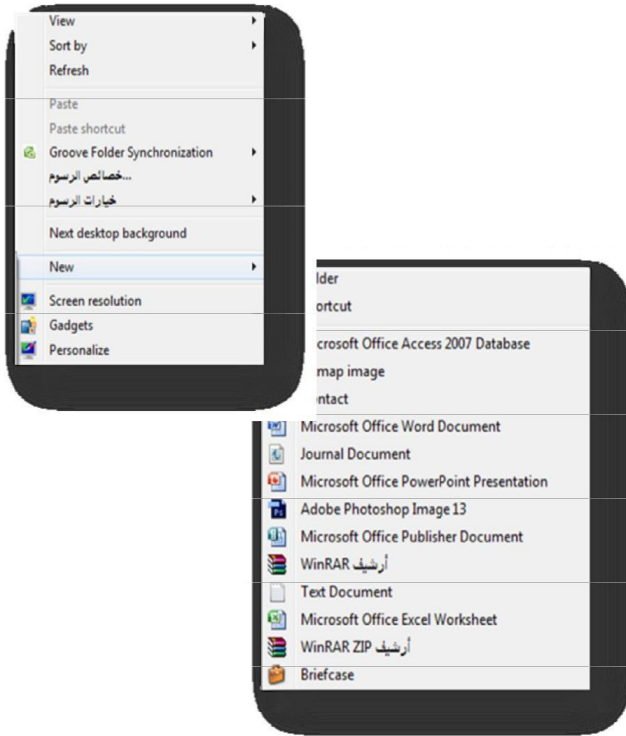 View
Sort by
Refresh
Paste
Paste shortcut
Groove Folder Synchronization
خصائص الرسوم...
خيارات الرسوم
Next desktop background
New
Screen resolution
Gadgets
Personalize
lder
ortcut
crosoft Office Access 2007 Database
map image
ntact
Microsoft Office Word Document
Journal Document
Microsoft Office PowerPoint Presentation
Adobe Photoshop Image 13
Microsoft Office Publisher Document
أرشيف WinRAR
Text Document
Microsoft Office Excel Worksheet
أرشيف WinRAR ZIP
Briefcase